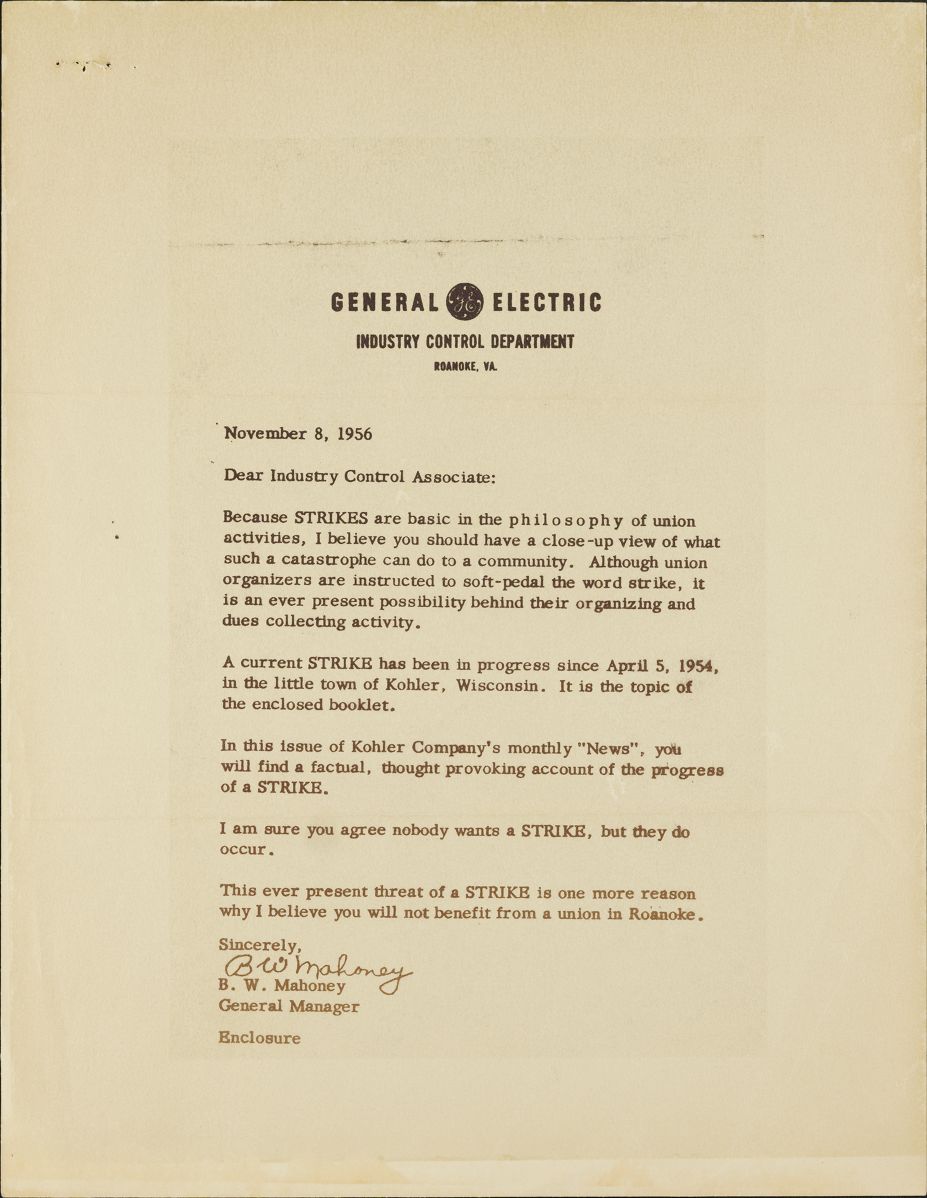 GENERAL GE ELECTRIC
INDUSTRY CONTROL DEPARTMENT
ROANOKE, VA.
November 8, 1956
Dear Industry Control Associate:
Because STRIKES are basic in the philosophy of union
activities, I believe you should have a close-up view of what
such a catastrophe can do to a community. Although union
organizers are instructed to soft-pedal the word strike, it
is an ever present possibility behind their organizing and
dues collecting activity.
A current STRIKE has been in progress since April 5, 1954,
in the little town of Kohler, Wisconsin. It is the topic of
the enclosed booklet.
In this issue of Kohler Company's monthly "News", you
will find a factual, thought provoking account of the progress
of a STRIKE.
I am sure you agree nobody wants a STRIKE, but they do
occur.
This ever present threat of a STRIKE is one more reason
why I believe you will not benefit from a union in Roanoke.
Sincerely,
B W Mahoney
B. W. Mahoney
General Manager
Enclosure